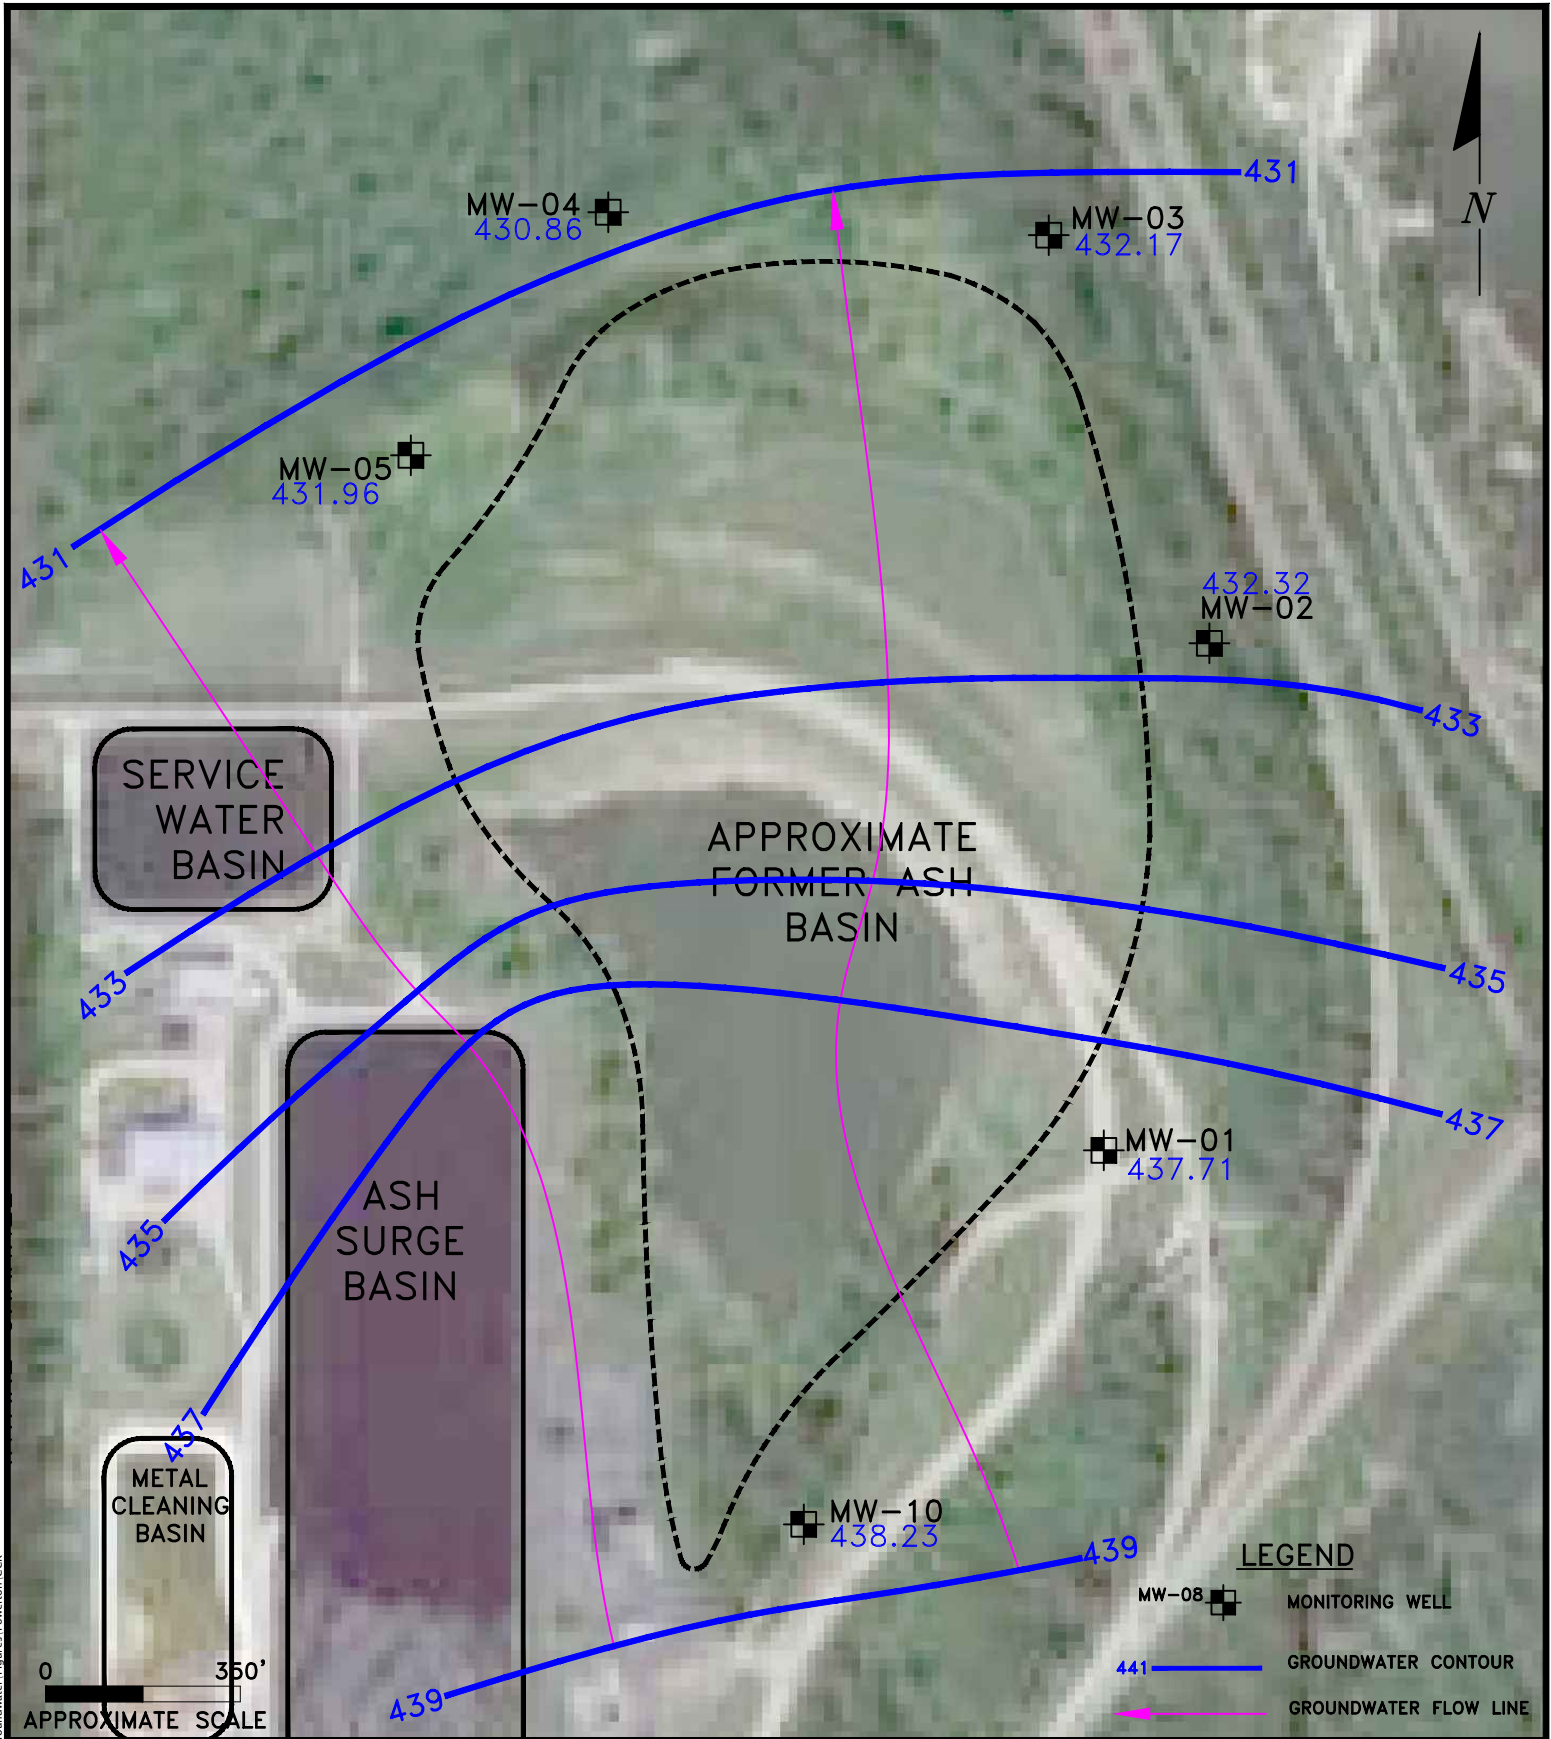 431
MW-04
430.86
MW-03
432.17
N
MW-05
431.96
431
432.32
MW-02
433
SERVICE
WATER
BASIN
APPROXIMATE
FORMER ASH
BASIN
433
435
437
MW-01
437.71
435
ASH
SURGE
BASIN
437
METAL
CLEANING
BASIN
MW-10
438.23
439
439
LEGEND
MW-08
MONITORING WELL
441
GROUNDWATER CONTOUR
GROUNDWATER FLOW LINE
0 350'
APPROXIMATE SCALE